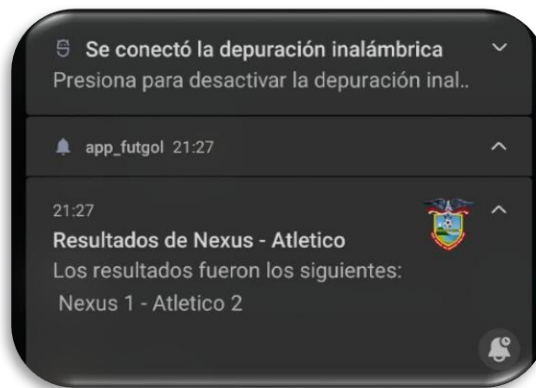 Se conectó la depuración inalámbrica
Presiona para desactivar la depuración inal..
app_futgol 21:27
21:27
Resultados de Nexus - Atletico
Los resultados fueron los siguientes:
Nexus 1 - Atletico 2